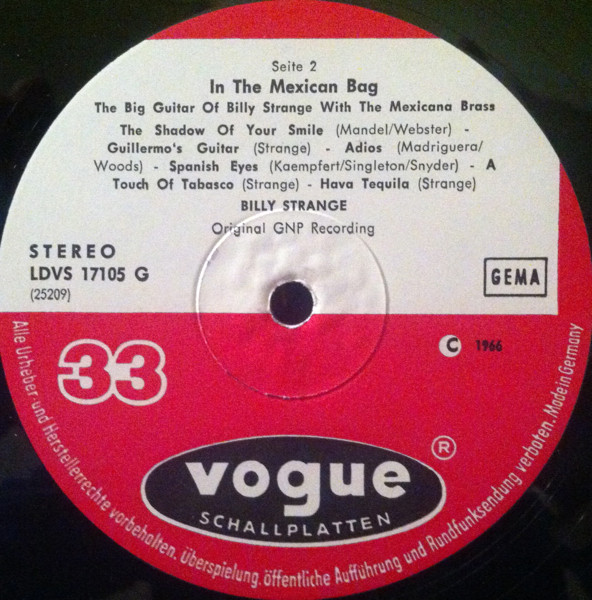 Seite 2
In The Mexican Bag
The Big Guitar Of Billy Strange With The Mexicana Brass
The Shadow Of Your Smile (Mandel/Webster) -
Guillermo's Guitar (Strange) - Adios (Madriguera/
Woods) - Spanish Eyes (Kaempfert/Singleton/Snyder) - A
Touch Of Tabasco (Strange) - Hava Tequila (Strange)
BILLY STRANGE
Original GNP Recording
STEREO
LDVS 17105 G
(25209)
GEMA
33
C 1966
vogue ®
SCHALLPLATTEN
Alle Urheber- und Herstellerrechte vorbehalten. Überspielung, öffentliche Aufführung und Rundfunksendung verboten. Made in Germany